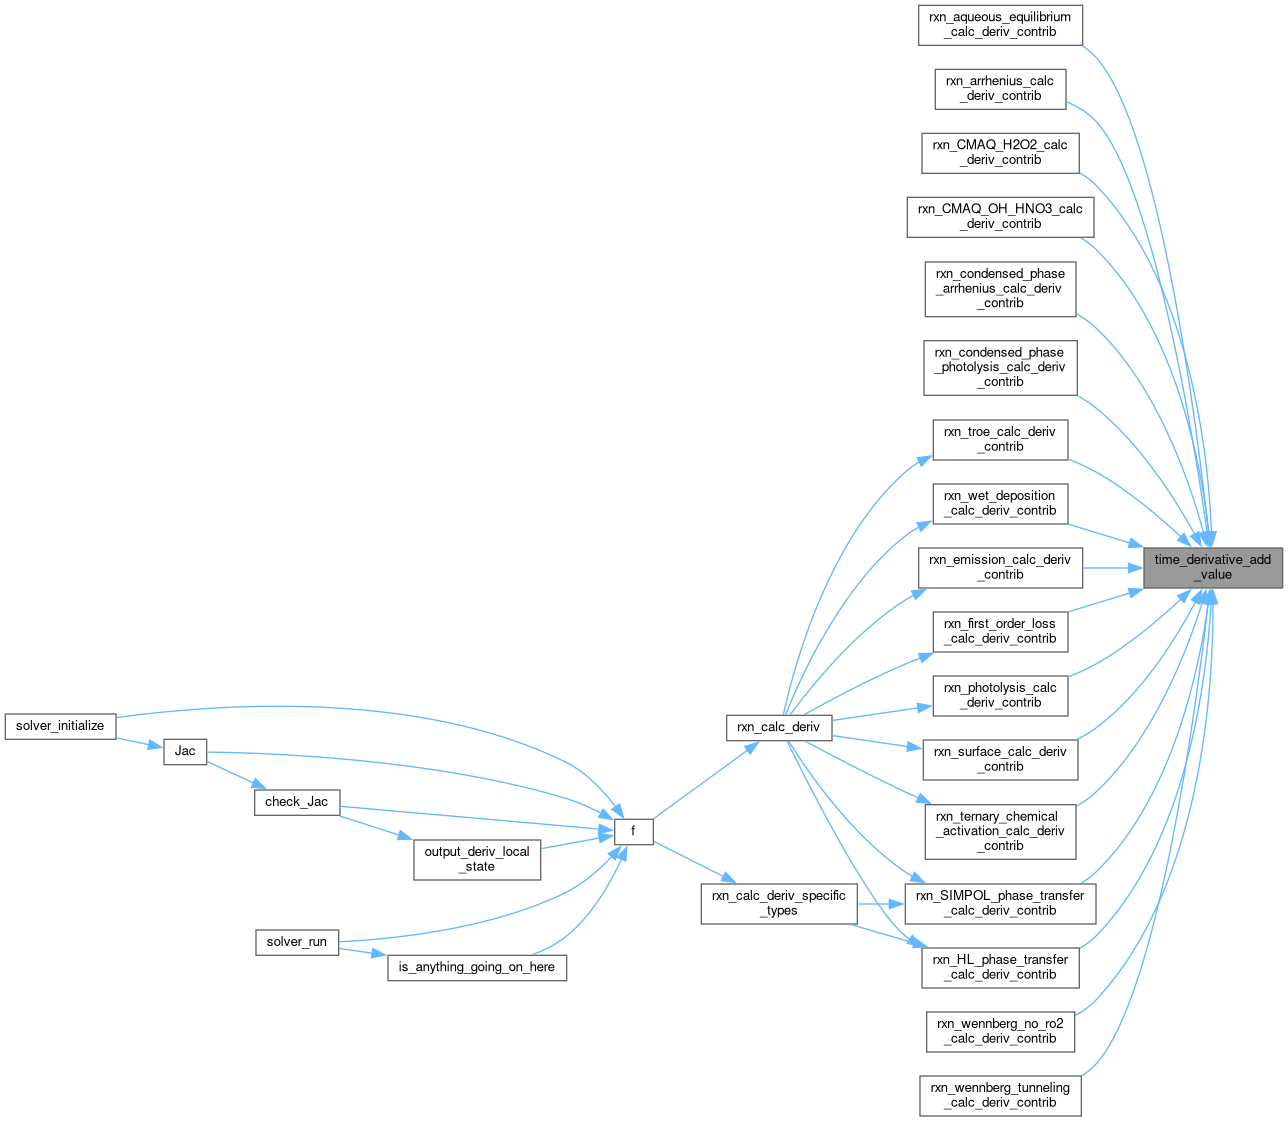 rxn_aqueous_equilibrium
_calc_deriv_contrib
rxn_arrhenius_calc
_deriv_contrib
rxn_CMAQ_H2O2_calc
_deriv_contrib
rxn_CMAQ_OH_HNO3_calc
_deriv_contrib
rxn_condensed_phase
_arrhenius_calc_deriv
_contrib
rxn_condensed_phase
_photolysis_calc_deriv
_contrib
rxn_troe_calc_deriv
_contrib
rxn_wet_deposition
_calc_deriv_contrib
rxn_emission_calc_deriv
_contrib
time_derivative_add
_value
rxn_first_order_loss
_calc_deriv_contrib
rxn_photolysis_calc
_deriv_contrib
solver_initialize
rxn_calc_deriv
Jac
rxn_surface_calc_deriv
_contrib
check_Jac
rxn_ternary_chemical
_activation_calc_deriv
_contrib
f
output_deriv_local
_state
rxn_calc_deriv_specific
_types
rxn_SIMPOL_phase_transfer
_calc_deriv_contrib
solver_run
is_anything_going_on_here
rxn_HL_phase_transfer
_calc_deriv_contrib
rxn_wennberg_no_ro2
_calc_deriv_contrib
rxn_wennberg_tunneling
_calc_deriv_contrib